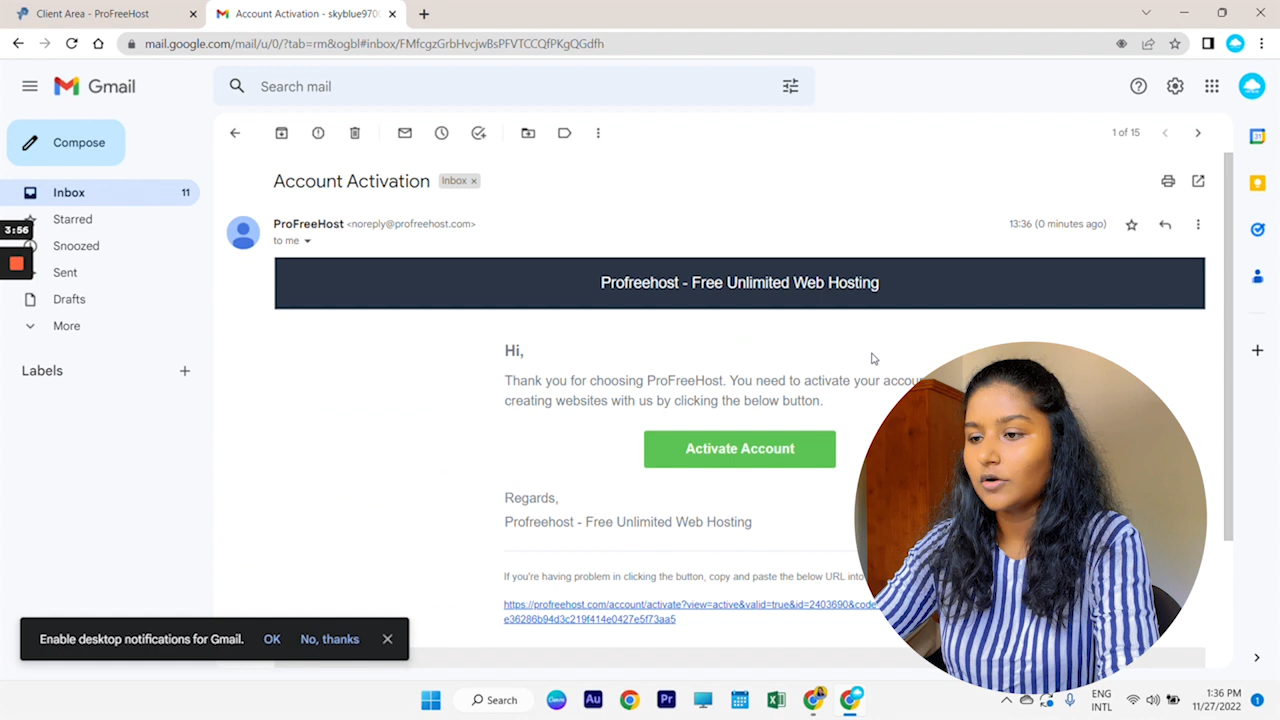 Client Area - ProFreeHost
Account Activation - skyblue970
mail.google.com/mail/u/0/?tab=rm&ogbl#inbox/FMfcgzGrbHvcjwBsPFVTCCQfPKgQGdfh
Gmail
Search mail
Compose
1 of 15
Inbox 11
Starred
Snoozed
Sent
Drafts
More
Labels
3:56
Account Activation Inbox x
ProFreeHost <noreply@profreehost.com>
13:36 (0 minutes ago)
to me
Profreehost - Free Unlimited Web Hosting
Hi,
Thank you for choosing ProFreeHost. You need to activate your
creating websites with us by clicking the below button.
Activate Account
Regards,
Profreehost - Free Unlimited Web Hosting
If you're having problem in clicking the button, copy and paste the below URL
https://profreehost.com/account/activate?view=active&valid=true&id=2403690&code
e36286b94d3c219f414e0427e5f73aa5
Enable desktop notifications for Gmail. OK No, thanks
31
Search
Au
Pr
ENG
INTL
1:36 PM
11/27/2022
1